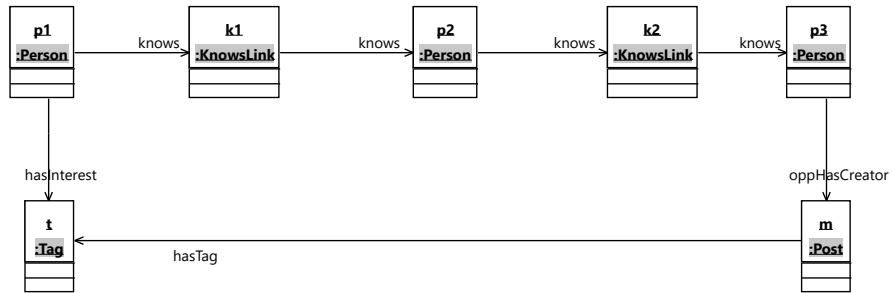 p1
:Person
knows
k1
:KnowsLink
knows
p2
:Person
knows
k2
:KnowsLink
knows
p3
:Person
hasInterest
oppHasCreator
t
:Tag
hasTag
m
:Post